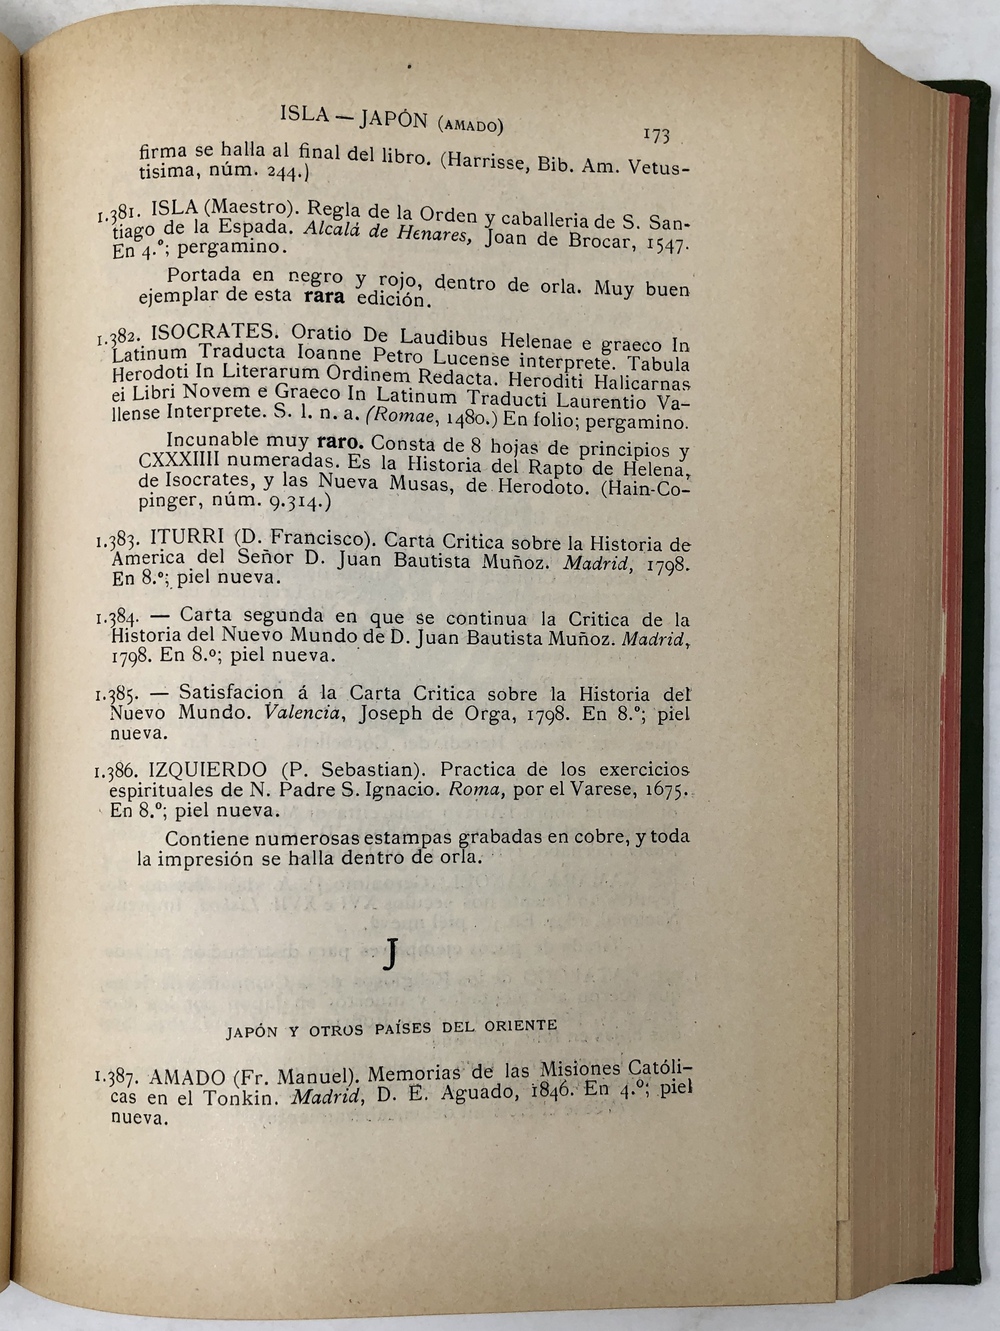 ISLA — JAPÓN (AMADO)
173
firma se halla al final del libro. (Harrisse, Bib. Am. Vetus-
tisima, núm. 244.)
1.381. ISLA (Maestro). Regla de la Orden y caballeria de S. San-
tiago de la Espada. Alcalá de Henares, Joan de Brocar, 1547.
En 4.º; pergamino.
Portada en negro y rojo, dentro de orla. Muy buen
ejemplar de esta rara edición.
1.382. ISOCRATES. Oratio De Laudibus Helenae e graeco In
Latinum Traducta Ioanne Petro Lucense interprete. Tabula
Herodoti In Literarum Ordinem Redacta. Heroditi Halicarnas
ei Libri Novem e Graeco In Latinum Traducti Laurentio Va-
llense Interprete. S. l. n. a. (Romae, 1480.) En folio; pergamino.
Incunable muy raro. Consta de 8 hojas de principios y
CXXXIIII numeradas. Es la Historia del Rapto de Helena,
de Isocrates, y las Nueva Musas, de Herodoto. (Hain-Co-
pinger, núm. 9.314.)
1.383. ITURRI (D. Francisco). Carta Critica sobre la Historia de
America del Señor D. Juan Bautista Muñoz. Madrid, 1798.
En 8.º; piel nueva.
1.384. — Carta segunda en que se continua la Critica de la
Historia del Nuevo Mundo de D. Juan Bautista Muñoz. Madrid,
1798. En 8.º; piel nueva.
1.385. — Satisfacion á la Carta Critica sobre la Historia del
Nuevo Mundo. Valencia, Joseph de Orga, 1798. En 8.º; piel
nueva.
1.386. IZQUIERDO (P. Sebastian). Practica de los exercicios
espirituales de N. Padre S. Ignacio. Roma, por el Varese, 1675.
En 8.º; piel nueva.
Contiene numerosas estampas grabadas en cobre, y toda
la impresión se halla dentro de orla.
J
JAPÓN Y OTROS PAÍSES DEL ORIENTE
1.387. AMADO (Fr. Manuel). Memorias de las Misiones Católi-
cas en el Tonkin. Madrid, D. E. Aguado, 1846. En 4.º; piel
nueva.